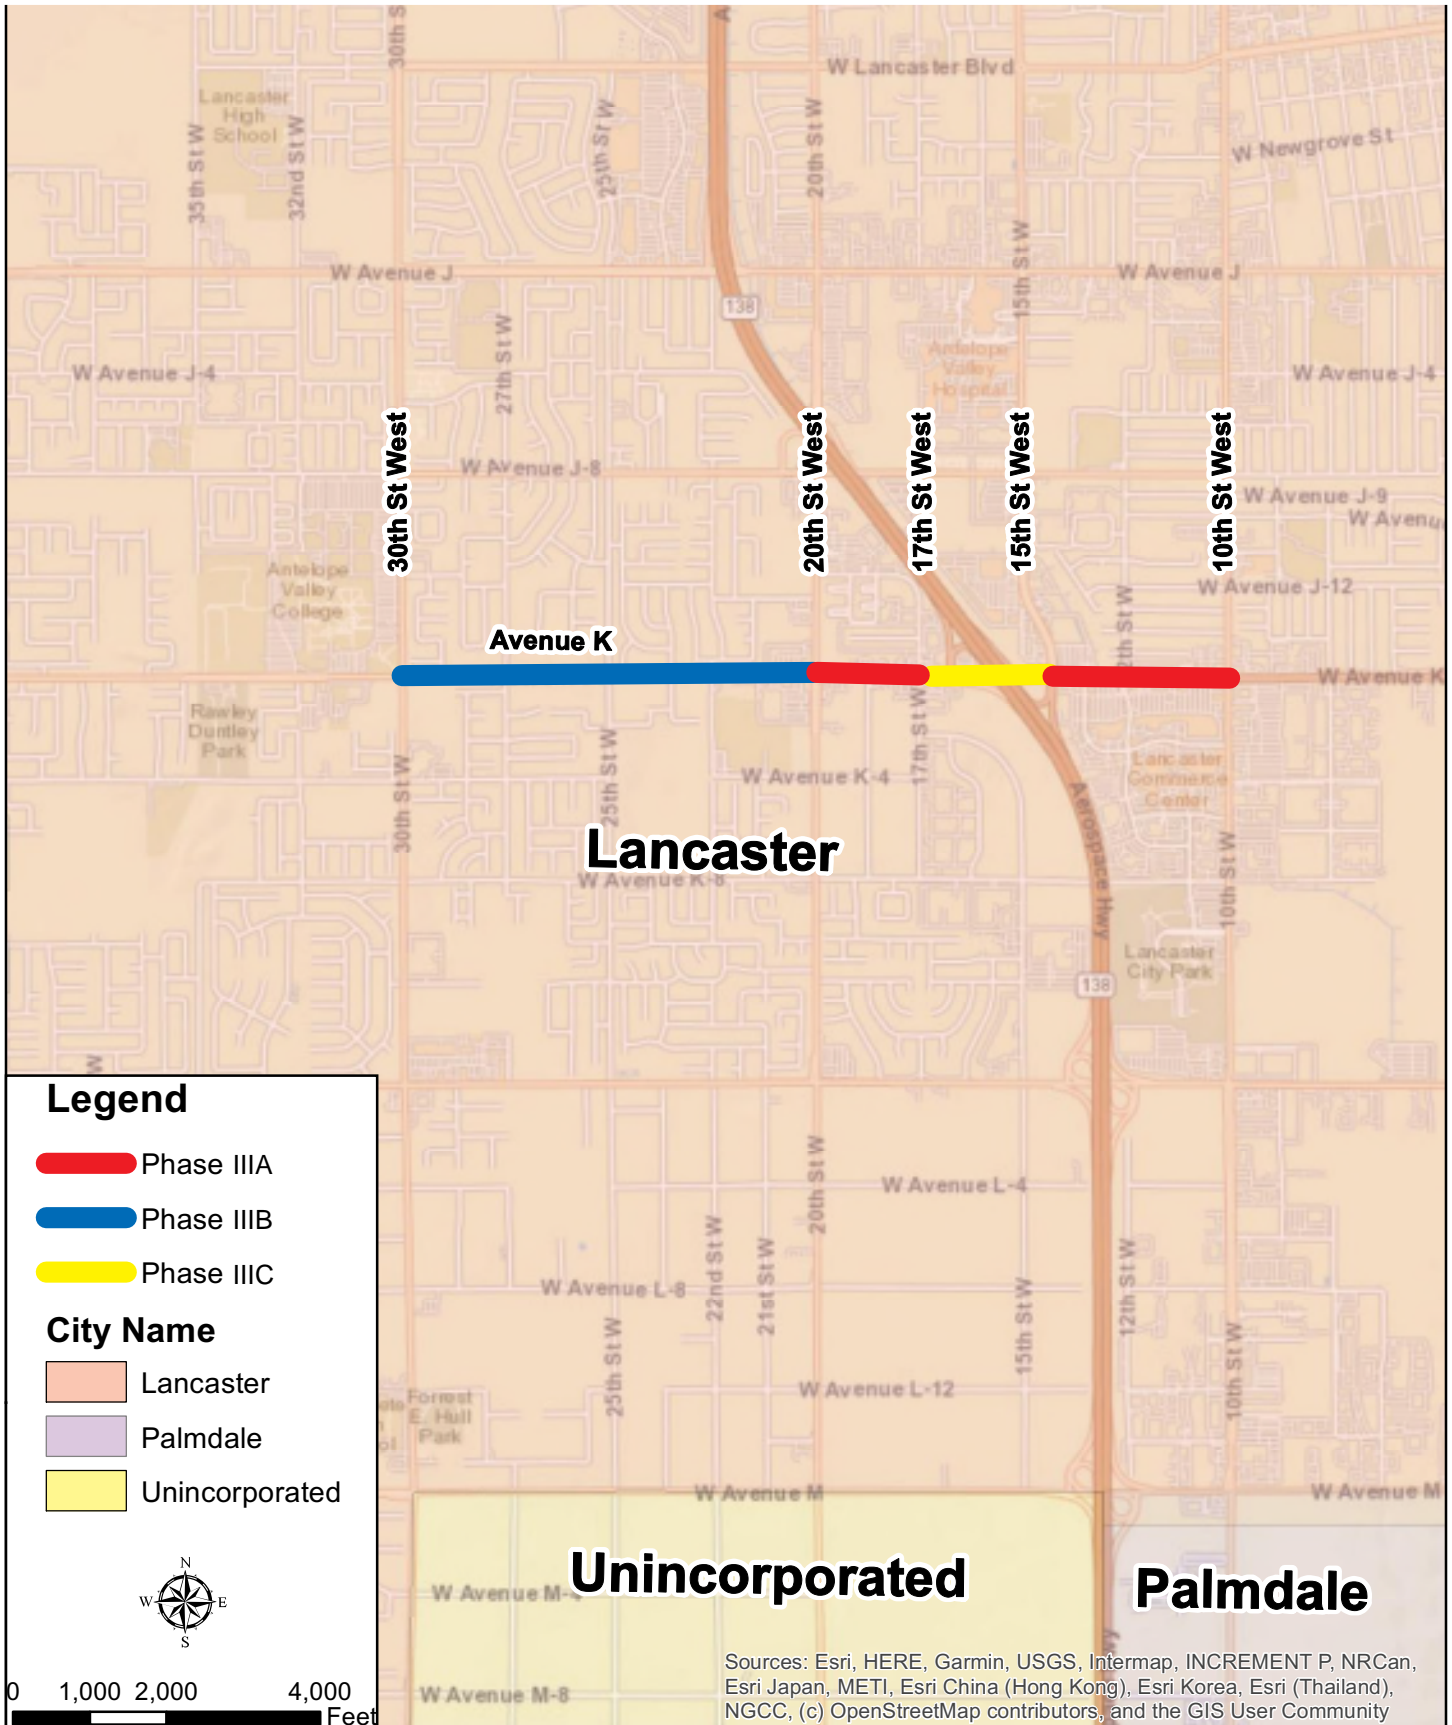 30th S
A
W Lancaster Blvd
Lancaster
High
School
35th St W
32nd St W
25th St W
20th St W
W Newgrove St
15th St W
W Avenue J
W Avenue J
138
27th St W
Antelope
Valley
Hospital
W Avenue J-4
W Avenue J-4
30th St West
20th St West
17th St West
15th St West
10th St West
W Avenue J-8
W Avenue J-9
W Avenu
Antelope
Valley
College
W Avenue J-12
2th St W
Avenue K
W Avenue K
Rawley
Duntley
Park
17th St W
30th St W
25th St W
W Avenue K-4
Lancaster
Commerce
Center
Aerospace Hwy
Lancaster
W Avenue K-8
10th St W
Lancaster
City Park
138
W
20th St W
W Avenue L-4
22nd St W
21st St W
12th St W
W Avenue L-8
15th St W
25th St W
10th St W
W Avenue L-12
Forrest
E. Hull
Park
ol
W Avenue M
W Avenue M
Unincorporated
Palmdale
W Avenue M-4
W Avenue M-8
wy
Legend
Phase IIIA
Phase IIIB
Phase IIIC
City Name
Lancaster
Palmdale
Unincorporated
N
W E
S
0 1,000 2,000 4,000
Feet
Sources: Esri, HERE, Garmin, USGS, Intermap, INCREMENT P, NRCan,
Esri Japan, METI, Esri China (Hong Kong), Esri Korea, Esri (Thailand),
NGCC, (c) OpenStreetMap contributors, and the GIS User Community